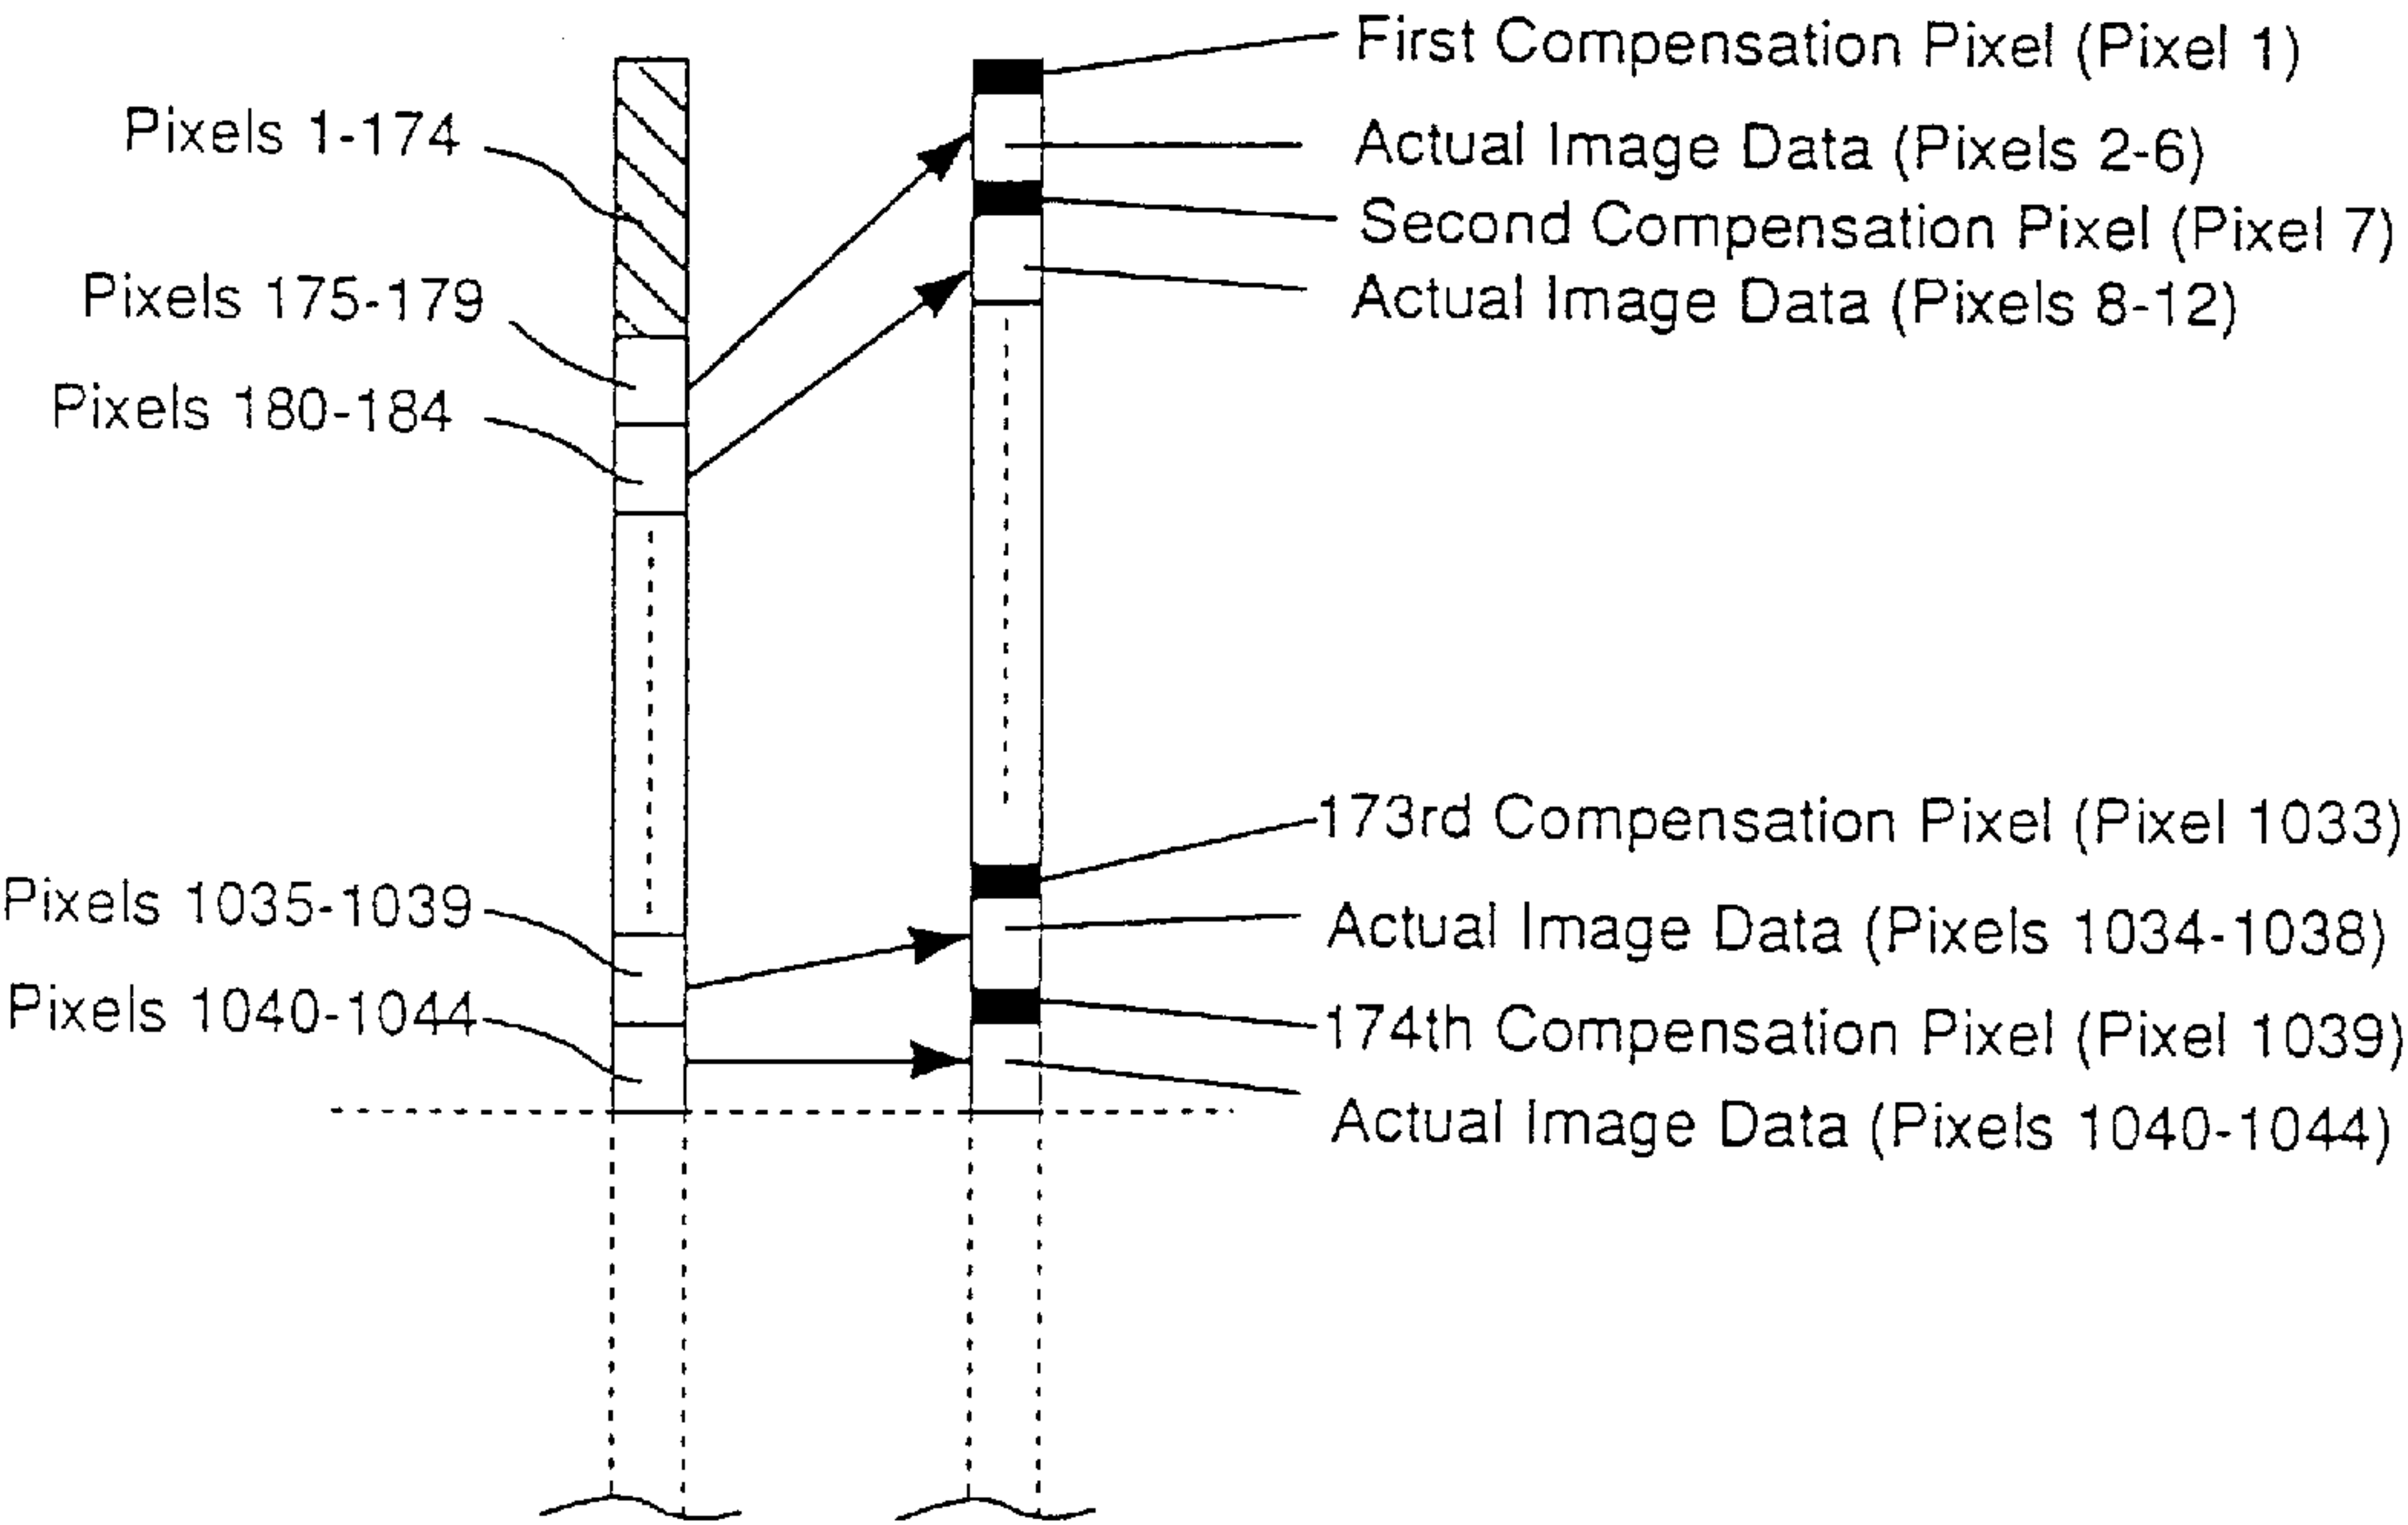 Pixels 1-174
Pixels 175-179
Pixels 180-184
Pixels 1035-1039
Pixels 1040-1044
First Compensation Pixel (Pixel 1)
Actual Image Data (Pixels 2-6)
Second Compensation Pixel (Pixel 7)
Actual Image Data (Pixels 8-12)
173rd Compensation Pixel (Pixel 1033)
Actual Image Data (Pixels 1034-1038)
174th Compensation Pixel (Pixel 1039)
Actual Image Data (Pixels 1040-1044)